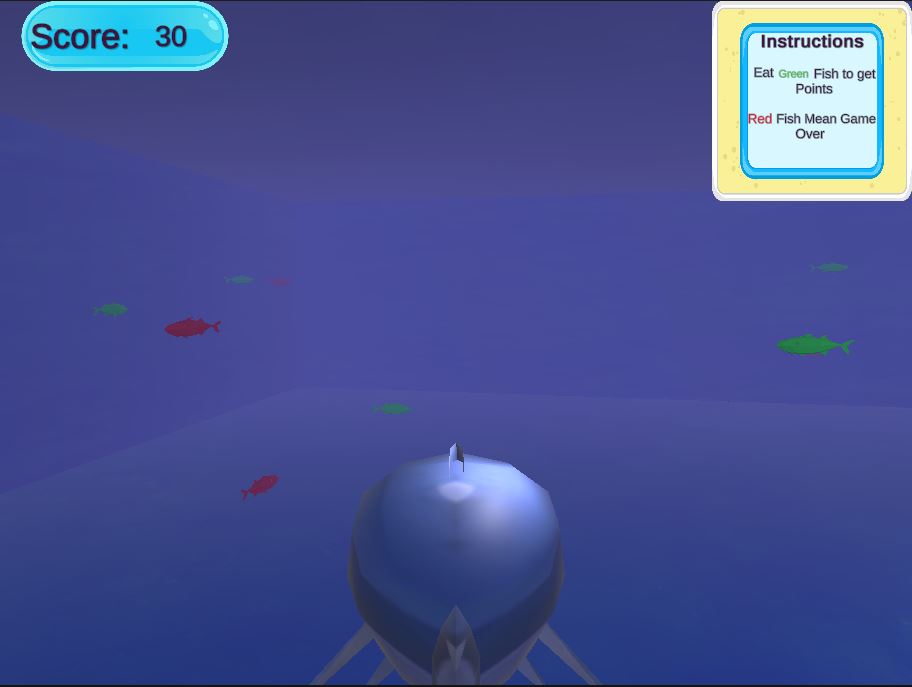 Score: 30
Instructions
Eat Green Fish to get
Points
Red Fish Mean Game
Over